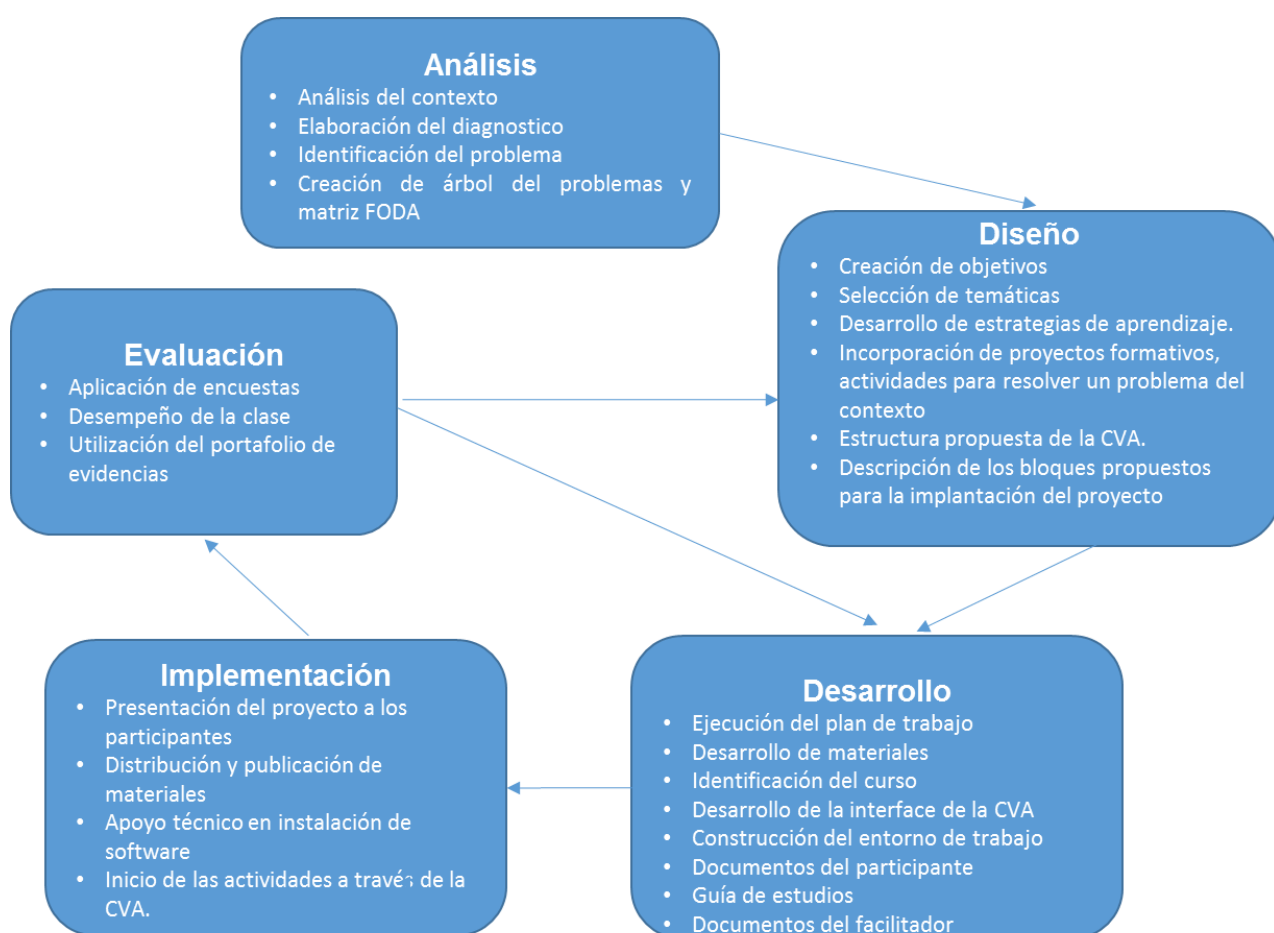 Análisis
• Análisis del contexto
• Elaboración del diagnostico
• Identificación del problema
• Creación de árbol del problemas y
matriz FODA
Diseño
• Creación de objetivos
• Selección de temáticas
• Desarrollo de estrategias de aprendizaje.
• Incorporación de proyectos formativos,
actividades para resolver un problema del
contexto
• Estructura propuesta de la CVA.
• Descripción de los bloques propuestos
para la implantación del proyecto
Evaluación
• Aplicación de encuestas
• Desempeño de la clase
• Utilización del portafolio de
evidencias
Implementación
• Presentación del proyecto a los
participantes
• Distribución y publicación de
materiales
• Apoyo técnico en instalación de
software
• Inicio de las actividades a través de la
CVA.
Desarrollo
• Ejecución del plan de trabajo
• Desarrollo de materiales
• Identificación del curso
• Desarrollo de la interface de la CVA
• Construcción del entorno de trabajo
• Documentos del participante
• Guía de estudios
• Documentos del facilitador